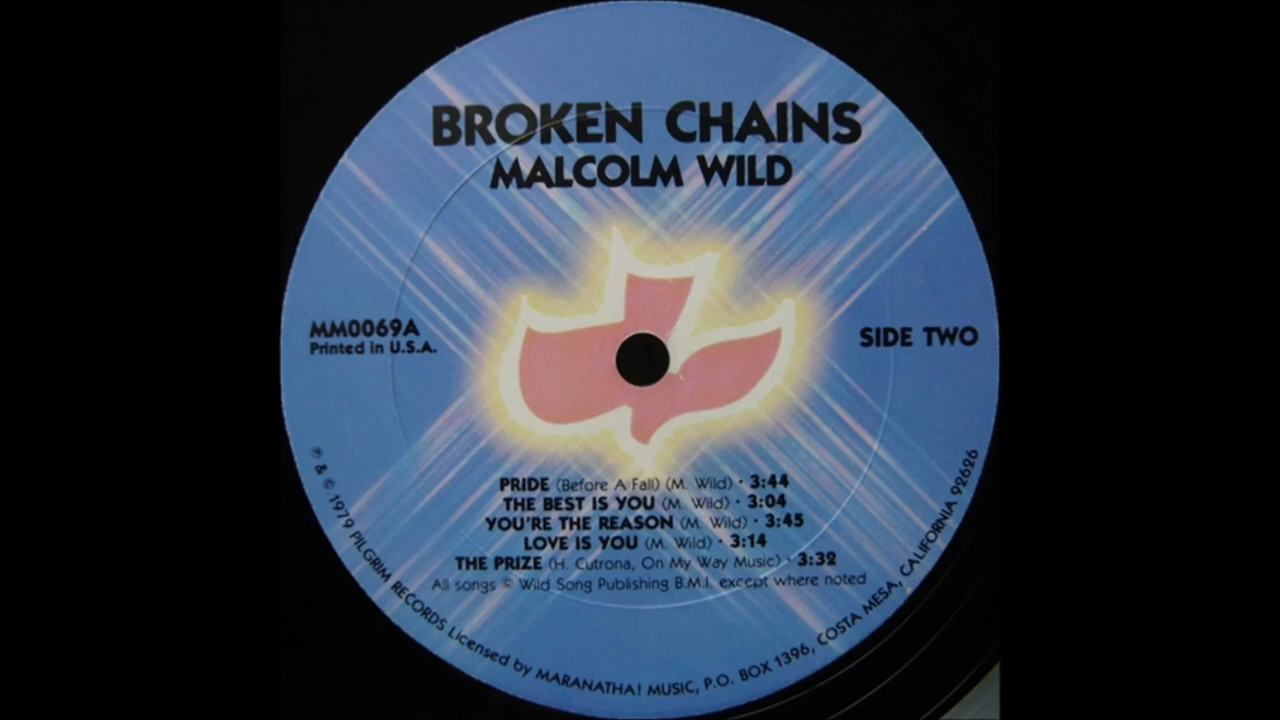 BROKEN CHAINS
MALCOLM WILD
MM0069A
Printed in U.S.A.
SIDE TWO
PRIDE (Before A Fall) (M. Wild) · 3:44
THE BEST IS YOU (M. Wild) · 3:04
YOU'RE THE REASON (M. Wild) · 3:45
LOVE IS YOU (M. Wild) · 3:14
THE PRIZE (H. Cutrona, On My Way Music) · 3:32
All songs © Wild Song Publishing B.M.I. except where noted
℗ & © 1979 PILGRIM RECORDS Licensed by MARANATHA! MUSIC, P.O. BOX 1396, COSTA MESA, CALIFORNIA 92626